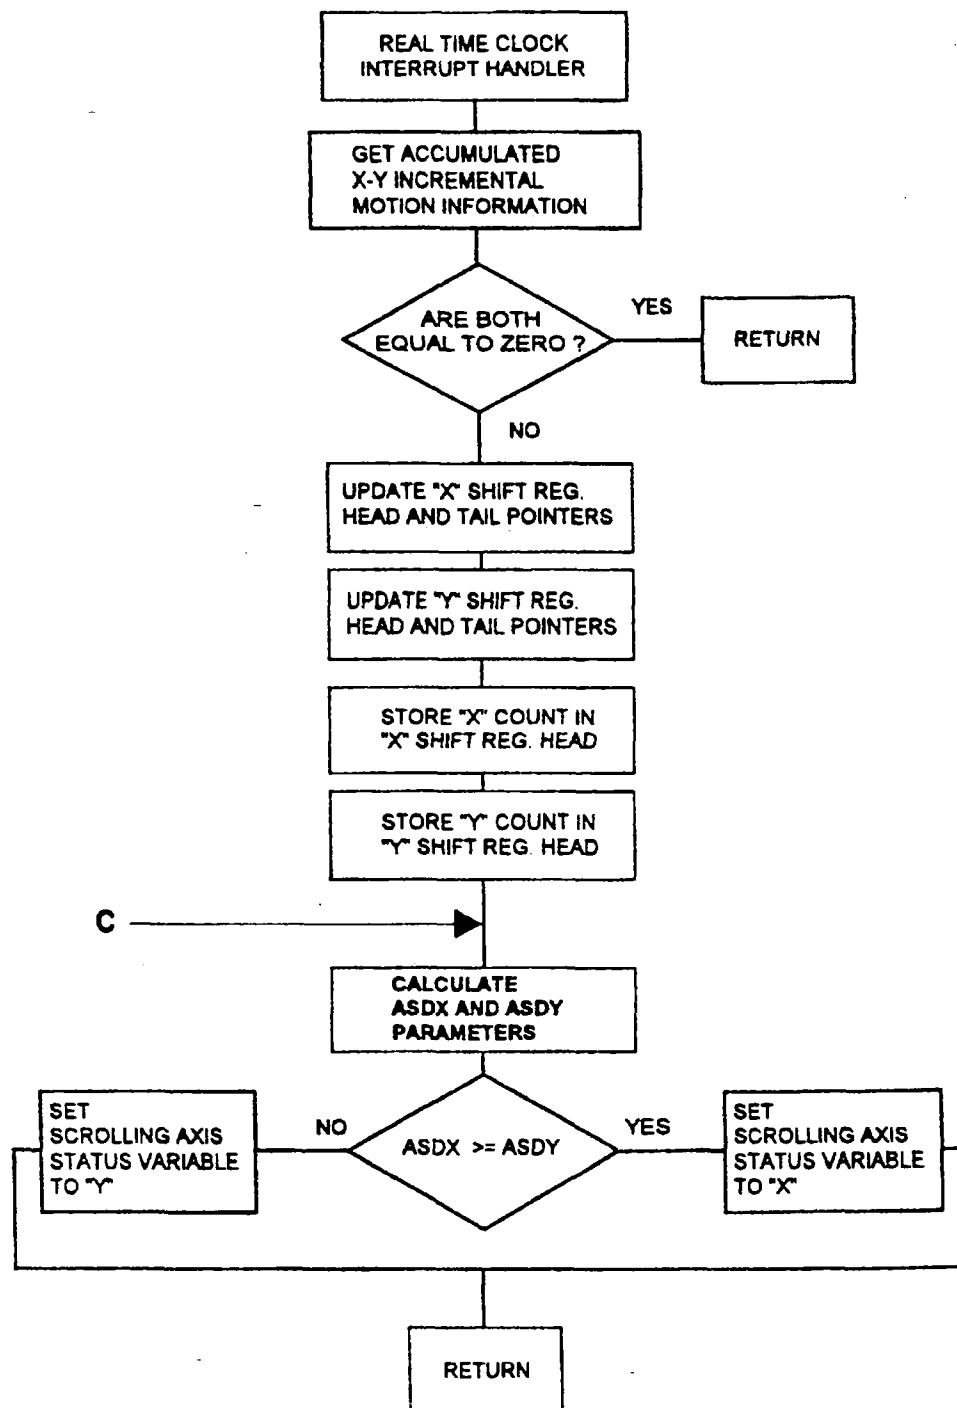 REAL TIME CLOCK
INTERRUPT HANDLER
GET ACCUMULATED
X-Y INCREMENTAL
MOTION INFORMATION
ARE BOTH
EQUAL TO ZERO ?
YES
RETURN
NO
UPDATE "X" SHIFT REG.
HEAD AND TAIL POINTERS
UPDATE "Y" SHIFT REG.
HEAD AND TAIL POINTERS
STORE "X" COUNT IN
"X" SHIFT REG. HEAD
STORE "Y" COUNT IN
"Y" SHIFT REG. HEAD
C
CALCULATE
ASDX AND ASDY
PARAMETERS
SET
SCROLLING AXIS
STATUS VARIABLE
TO "Y"
NO
ASDX >= ASDY
YES
SET
SCROLLING AXIS
STATUS VARIABLE
TO "X"
RETURN